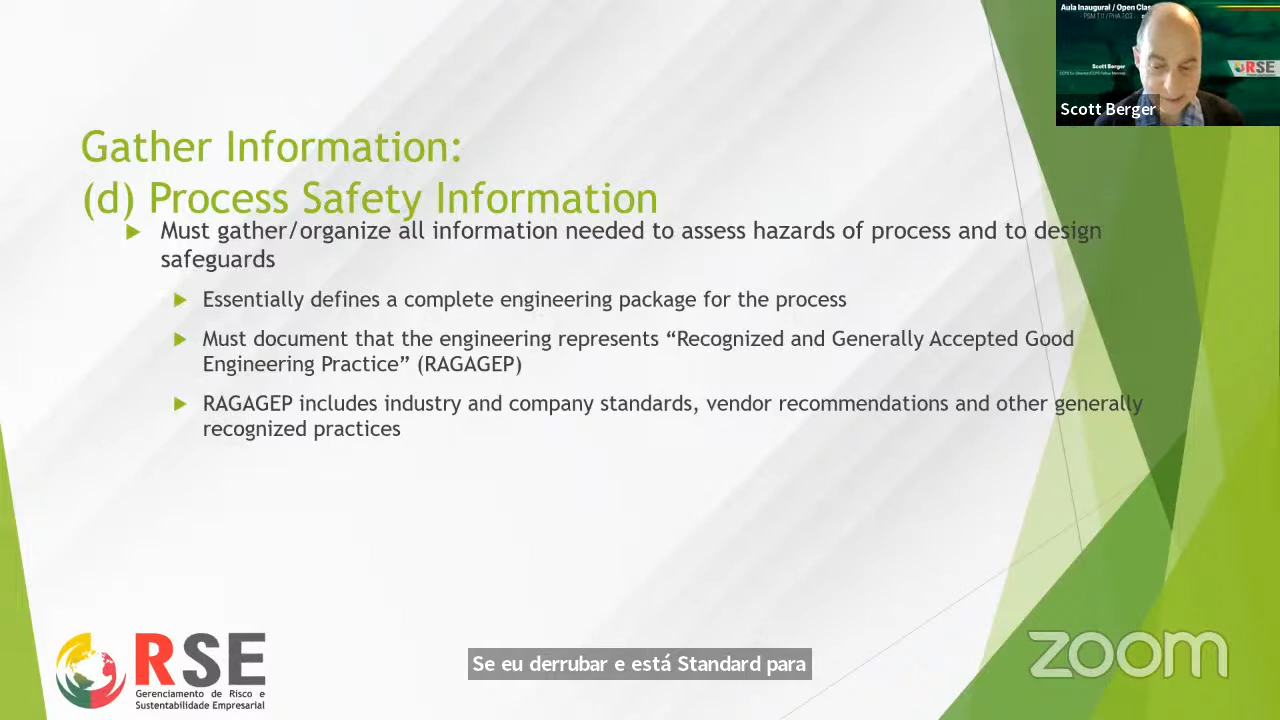 Aula Inaugural / Open Clas
Scott Berger
RSE
Scott Berger
Gather Information:
(d) Process Safety Information
Must gather/organize all information needed to assess hazards of process and to design
safeguards
Essentially defines a complete engineering package for the process
Must document that the engineering represents “Recognized and Generally Accepted Good
Engineering Practice” (RAGAGEP)
RAGAGEP includes industry and company standards, vendor recommendations and other generally
recognized practices
RSE
Gerenciamento de Risco e
Sustentabilidade Empresarial
Se eu derrubar e está Standard para
zoom